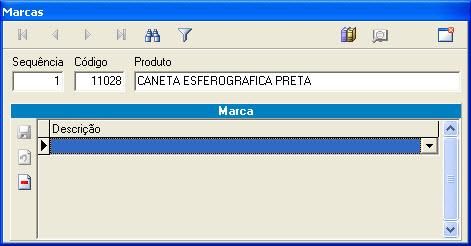 Marcas
Sequência Código Produto
1 11028 CANETA ESFEROGRAFICA PRETA
Marca
Descrição